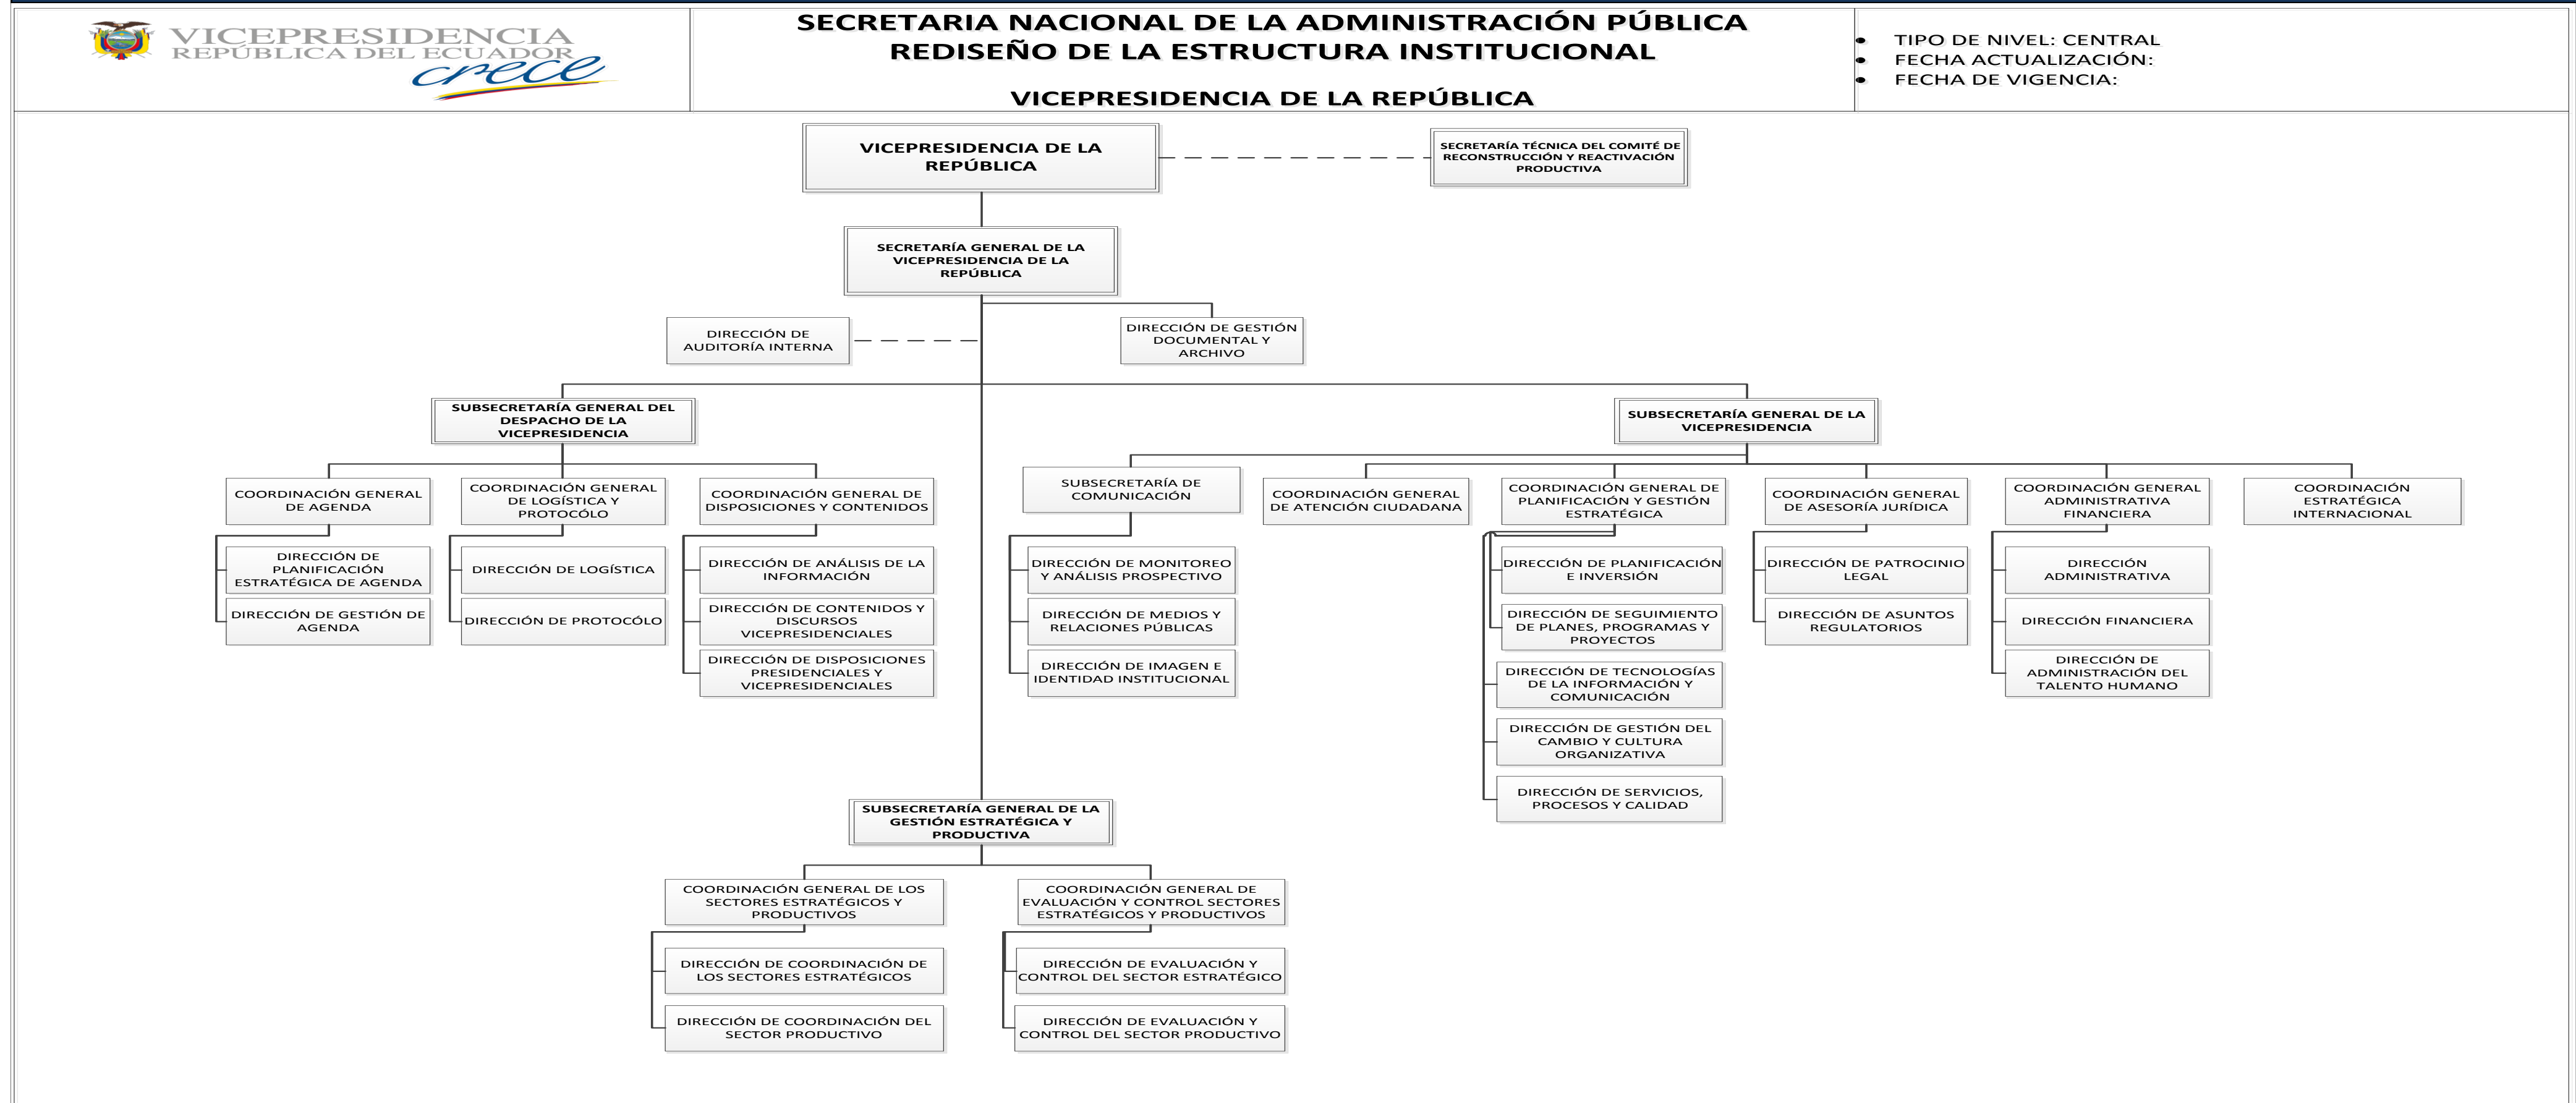 VICEPRESIDENCIA
REPÚBLICA DEL ECUADOR
crece
SECRETARIA NACIONAL DE LA ADMINISTRACIÓN PÚBLICA
REDISEÑO DE LA ESTRUCTURA INSTITUCIONAL
VICEPRESIDENCIA DE LA REPÚBLICA
• TIPO DE NIVEL: CENTRAL
• FECHA ACTUALIZACIÓN:
• FECHA DE VIGENCIA:
VICEPRESIDENCIA DE LA
REPÚBLICA
SECRETARÍA TÉCNICA DEL COMITÉ DE
RECONSTRUCCIÓN Y REACTIVACIÓN
PRODUCTIVA
SECRETARÍA GENERAL DE LA
VICEPRESIDENCIA DE LA
REPÚBLICA
DIRECCIÓN DE
AUDITORÍA INTERNA
DIRECCIÓN DE GESTIÓN
DOCUMENTAL Y
ARCHIVO
SUBSECRETARÍA GENERAL DEL
DESPACHO DE LA
VICEPRESIDENCIA
SUBSECRETARÍA GENERAL DE LA
VICEPRESIDENCIA
COORDINACIÓN GENERAL
DE AGENDA
COORDINACIÓN GENERAL
DE LOGÍSTICA Y
PROTOCÓLO
COORDINACIÓN GENERAL DE
DISPOSICIONES Y CONTENIDOS
SUBSECRETARÍA DE
COMUNICACIÓN
COORDINACIÓN GENERAL
DE ATENCIÓN CIUDADANA
COORDINACIÓN GENERAL DE
PLANIFICACIÓN Y GESTIÓN
ESTRATÉGICA
COORDINACIÓN GENERAL
DE ASESORÍA JURÍDICA
COORDINACIÓN GENERAL
ADMINISTRATIVA
FINANCIERA
COORDINACIÓN
ESTRATÉGICA
INTERNACIONAL
DIRECCIÓN DE
PLANIFICACIÓN
ESTRATÉGICA DE AGENDA
DIRECCIÓN DE GESTIÓN DE
AGENDA
DIRECCIÓN DE LOGÍSTICA
DIRECCIÓN DE PROTOCÓLO
DIRECCIÓN DE ANÁLISIS DE LA
INFORMACIÓN
DIRECCIÓN DE CONTENIDOS Y
DISCURSOS
VICEPRESIDENCIALES
DIRECCIÓN DE DISPOSICIONES
PRESIDENCIALES Y
VICEPRESIDENCIALES
DIRECCIÓN DE MONITOREO
Y ANÁLISIS PROSPECTIVO
DIRECCIÓN DE MEDIOS Y
RELACIONES PÚBLICAS
DIRECCIÓN DE IMAGEN E
IDENTIDAD INSTITUCIONAL
DIRECCIÓN DE PLANIFICACIÓN
E INVERSIÓN
DIRECCIÓN DE SEGUIMIENTO
DE PLANES, PROGRAMAS Y
PROYECTOS
DIRECCIÓN DE TECNOLOGÍAS
DE LA INFORMACIÓN Y
COMUNICACIÓN
DIRECCIÓN DE GESTIÓN DEL
CAMBIO Y CULTURA
ORGANIZATIVA
DIRECCIÓN DE SERVICIOS,
PROCESOS Y CALIDAD
DIRECCIÓN DE PATROCINIO
LEGAL
DIRECCIÓN DE ASUNTOS
REGULATORIOS
DIRECCIÓN
ADMINISTRATIVA
DIRECCIÓN FINANCIERA
DIRECCIÓN DE
ADMINISTRACIÓN DEL
TALENTO HUMANO
SUBSECRETARÍA GENERAL DE LA
GESTIÓN ESTRATÉGICA Y
PRODUCTIVA
COORDINACIÓN GENERAL DE LOS
SECTORES ESTRATÉGICOS Y
PRODUCTIVOS
COORDINACIÓN GENERAL DE
EVALUACIÓN Y CONTROL SECTORES
ESTRATÉGICOS Y PRODUCTIVOS
DIRECCIÓN DE COORDINACIÓN DE
LOS SECTORES ESTRATÉGICOS
DIRECCIÓN DE COORDINACIÓN DEL
SECTOR PRODUCTIVO
DIRECCIÓN DE EVALUACIÓN Y
CONTROL DEL SECTOR ESTRATÉGICO
DIRECCIÓN DE EVALUACIÓN Y
CONTROL DEL SECTOR PRODUCTIVO